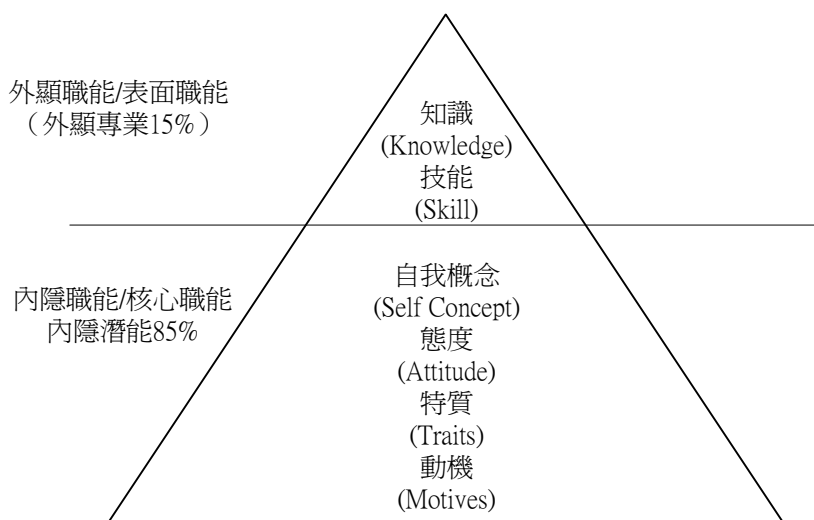 外顯職能/表面職能
（外顯專業15%）
知識
(Knowledge)
技能
(Skill)
內隱職能/核心職能
內隱潛能85%
自我概念
(Self Concept)
態度
(Attitude)
特質
(Traits)
動機
(Motives)